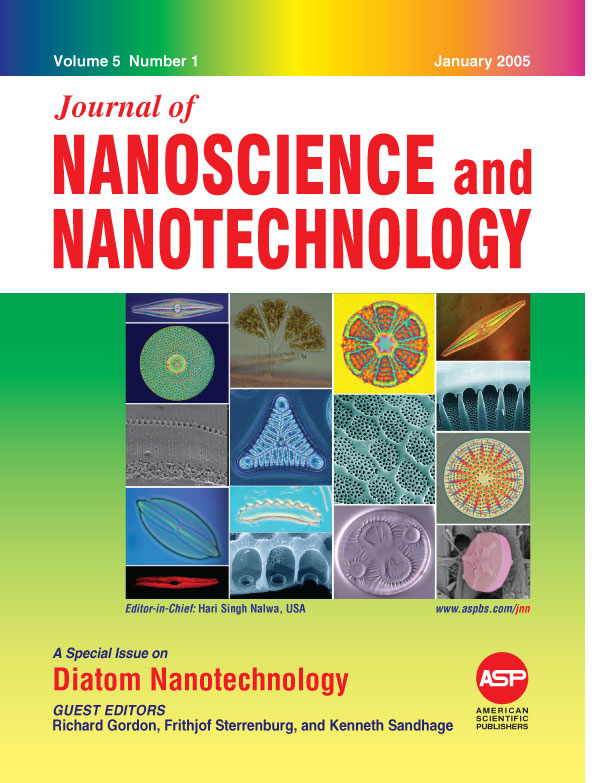 Volume 5 Number 1
January 2005
Journal of
NANOSCIENCE and
NANOTECHNOLOGY
Editor-in-Chief: Hari Singh Nalwa, USA
www.aspbs.com/jnn
A Special Issue on
Diatom Nanotechnology
GUEST EDITORS
Richard Gordon, Frithjof Sterrenburg, and Kenneth Sandhage
ASP
AMERICAN
SCIENTIFIC
PUBLISHERS